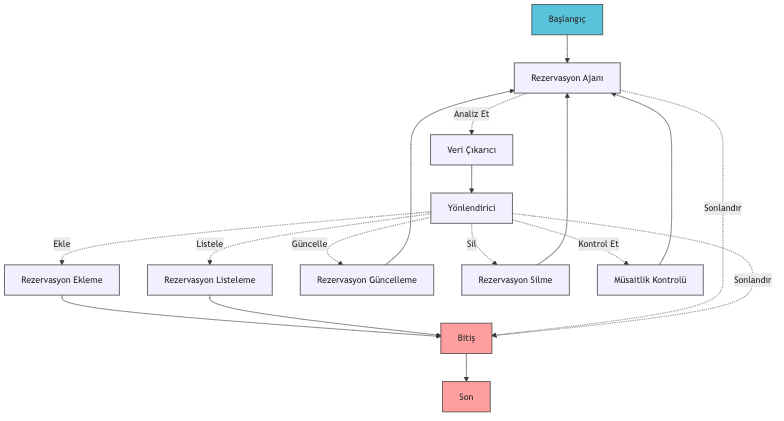 Başlangıç
Rezervasyon Ajanı
Analiz Et
Veri Çıkarıcı
Yönlendirici
Sonlandır
Ekle
Listele
Güncelle
Sil
Kontrol Et
Rezervasyon Ekleme
Rezervasyon Listeleme
Rezervasyon Güncelleme
Rezervasyon Silme
Müsaitlik Kontrolü
Sonlandır
Bitiş
Son